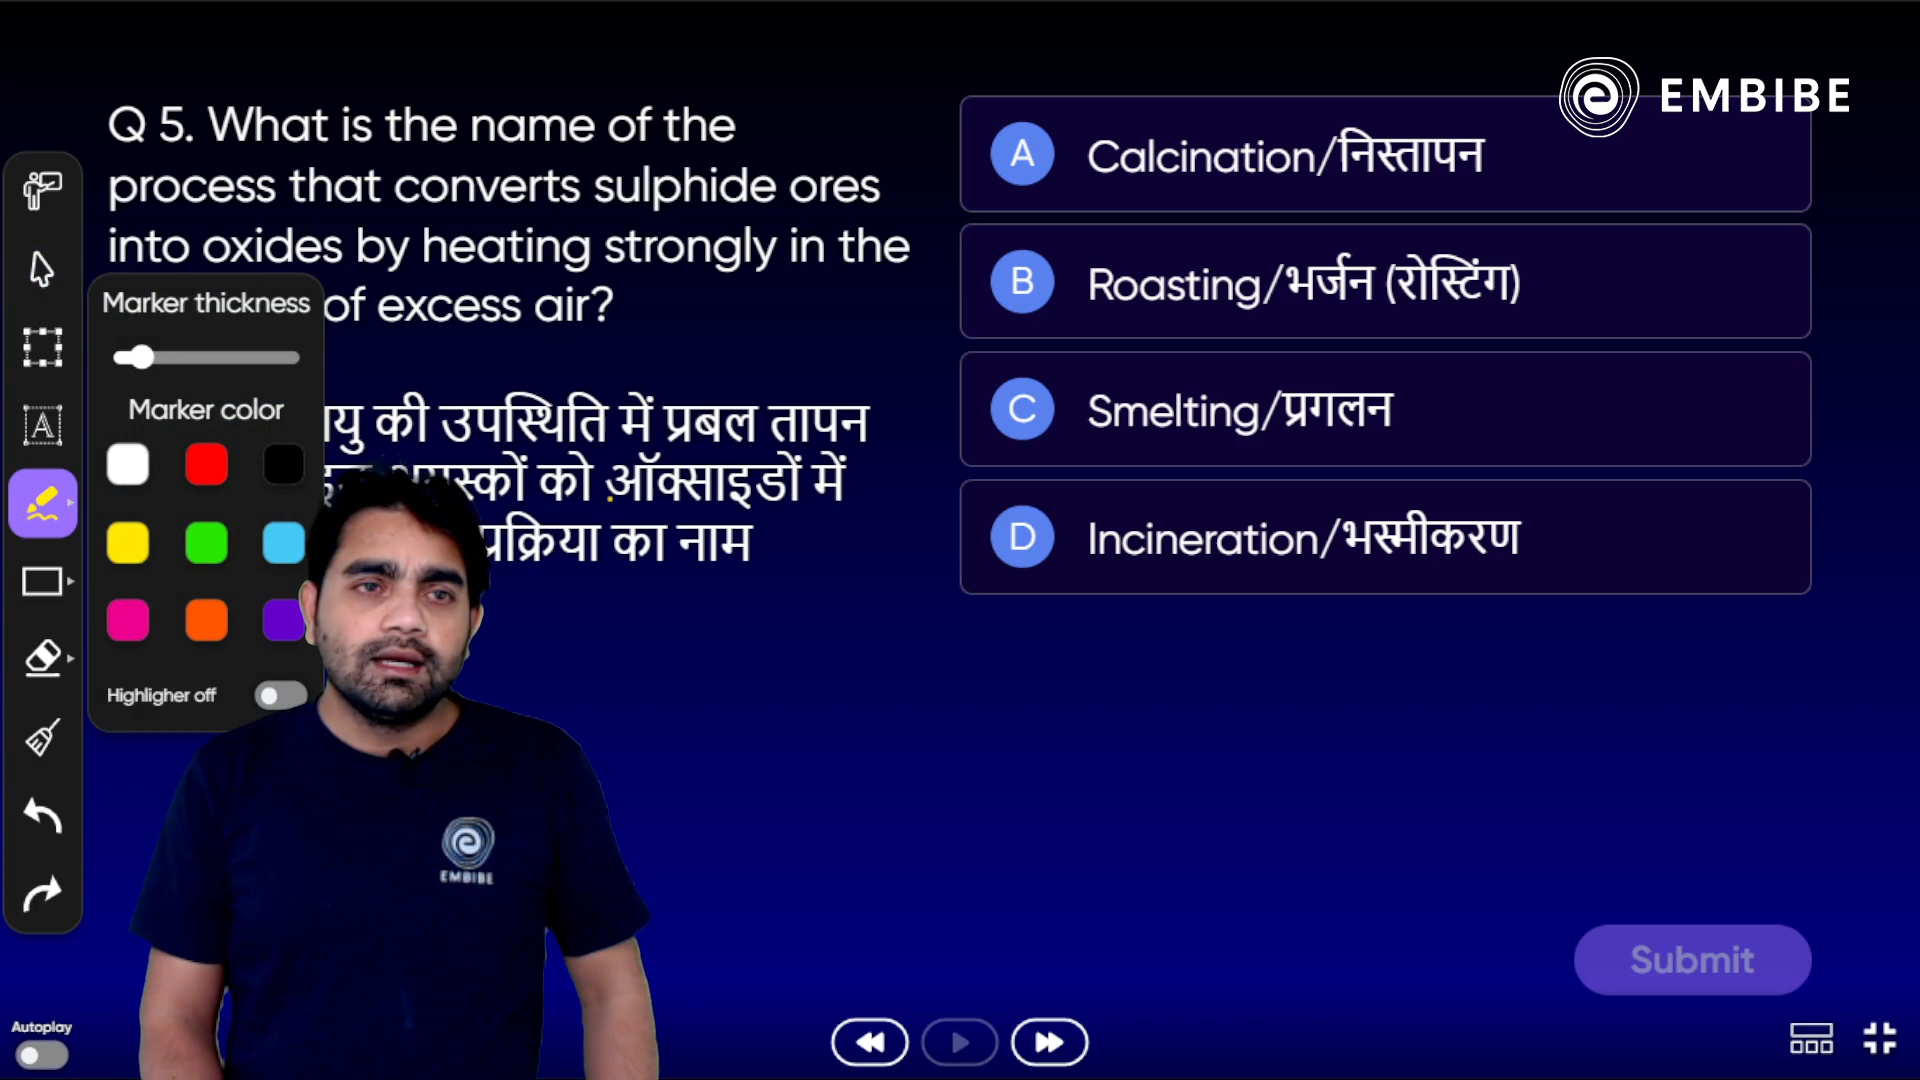 EMBIBE
Q 5. What is the name of the
process that converts sulphide ores
into oxides by heating strongly in the
of excess air?
की उपस्थिति में प्रबल तापन
को ऑक्साइडों में
प्रक्रिया का नाम
A Calcination/निस्तापन
B Roasting/भर्जन (रोस्टिंग)
C Smelting/प्रगलन
D Incineration/भस्मीकरण
Marker thickness
Marker color
Highligher off
A
EMBIBE
Submit
Autoplay